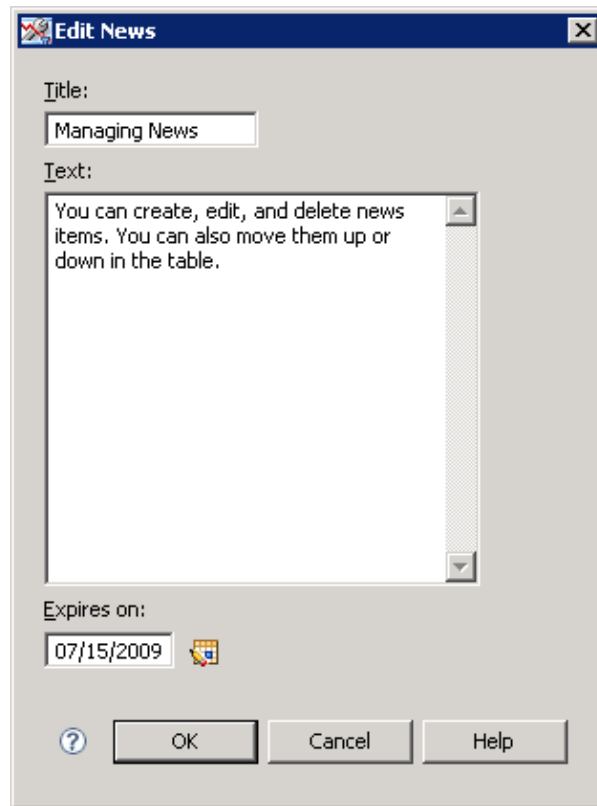 Edit News
Title:
Managing News
Text:
You can create, edit, and delete news
items. You can also move them up or
down in the table.
Expires on:
07/15/2009
? OK Cancel Help